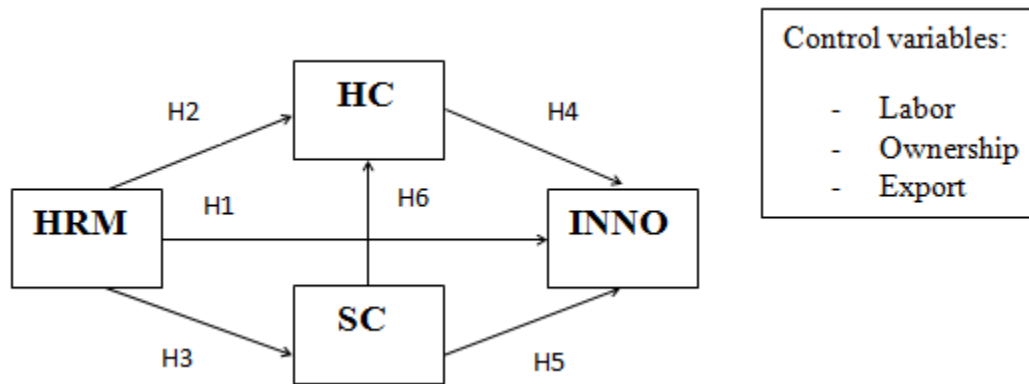 Control variables:
- Labor
- Ownership
- Export
HC
H2
H4
HRM
H1
H6
INNO
SC
H3
H5